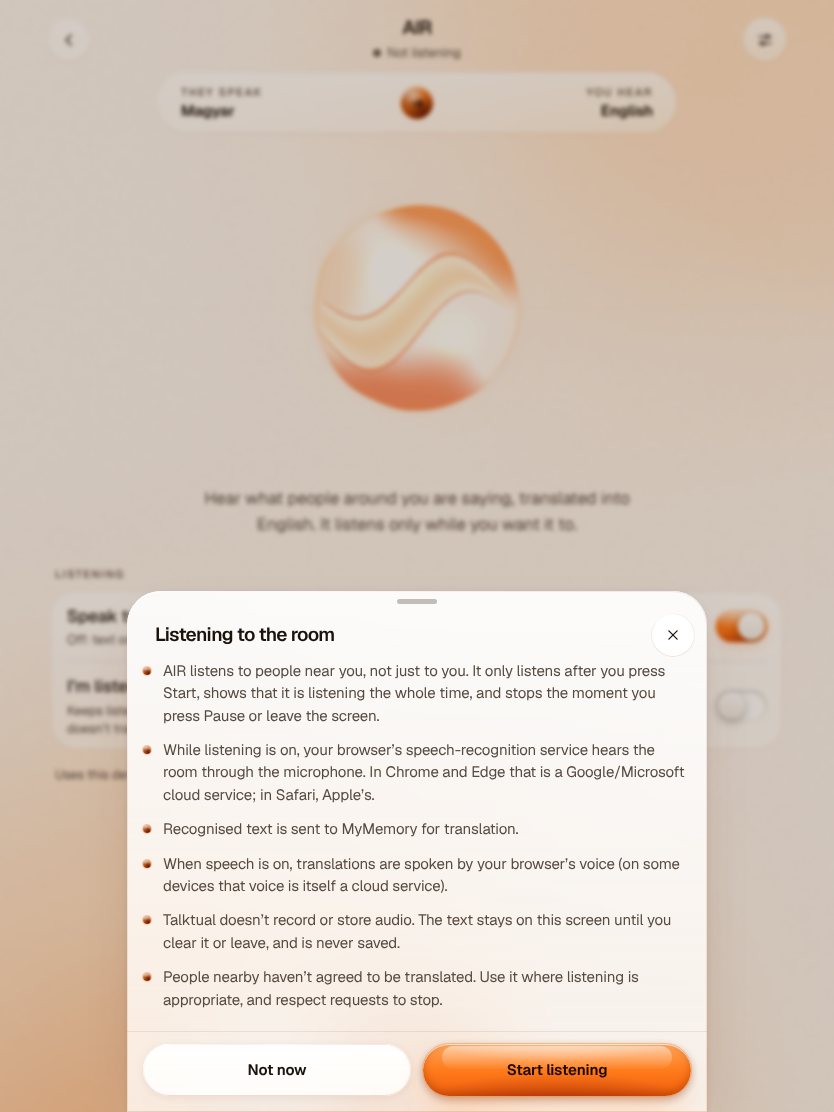 AIR
Not listening
THEY SPEAK
Magyar
YOU HEAR
English
Hear what people around you are saying, translated into
English. It listens only while you want it to.
LISTENING
Speak
Off: text
I'm
Keeps
doesn't
Uses this
Listening to the room
AIR listens to people near you, not just to you. It only listens after you press
Start, shows that it is listening the whole time, and stops the moment you
press Pause or leave the screen.
While listening is on, your browser’s speech-recognition service hears the
room through the microphone. In Chrome and Edge that is a Google/Microsoft
cloud service; in Safari, Apple’s.
Recognised text is sent to MyMemory for translation.
When speech is on, translations are spoken by your browser’s voice (on some
devices that voice is itself a cloud service).
Talktual doesn’t record or store audio. The text stays on this screen until you
clear it or leave, and is never saved.
People nearby haven’t agreed to be translated. Use it where listening is
appropriate, and respect requests to stop.
Not now
Start listening